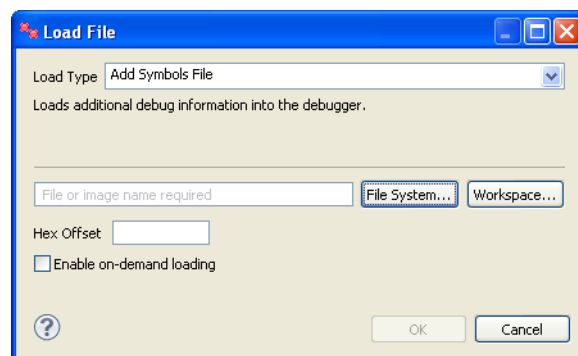 Load File
Load Type Add Symbols File
Loads additional debug information into the debugger.
File or image name required File System... Workspace...
Hex Offset
Enable on-demand loading
? OK Cancel